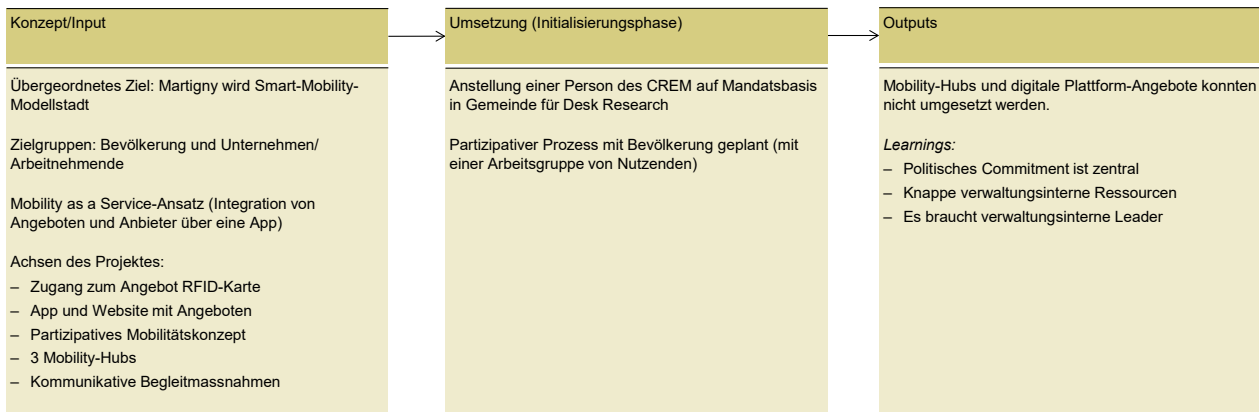 Konzept/Input
Übergeordnetes Ziel: Martigny wird Smart-Mobility-
Modellstadt
Zielgruppen: Bevölkerung und Unternehmen/
Arbeitnehmende
Mobility as a Service-Ansatz (Integration von
Angeboten und Anbieter über eine App)
Achsen des Projektes:
– Zugang zum Angebot RFID-Karte
– App und Website mit Angeboten
– Partizipatives Mobilitätskonzept
– 3 Mobility-Hubs
– Kommunikative Begleitmassnahmen
Umsetzung (Initialisierungsphase)
Anstellung einer Person des CREM auf Mandatsbasis
in Gemeinde für Desk Research
Partizipativer Prozess mit Bevölkerung geplant (mit
einer Arbeitsgruppe von Nutzenden)
Outputs
Mobility-Hubs und digitale Plattform-Angebote konnten
nicht umgesetzt werden.
Learnings:
– Politisches Commitment ist zentral
– Knappe verwaltungsinterne Ressourcen
– Es braucht verwaltungsinterne Leader